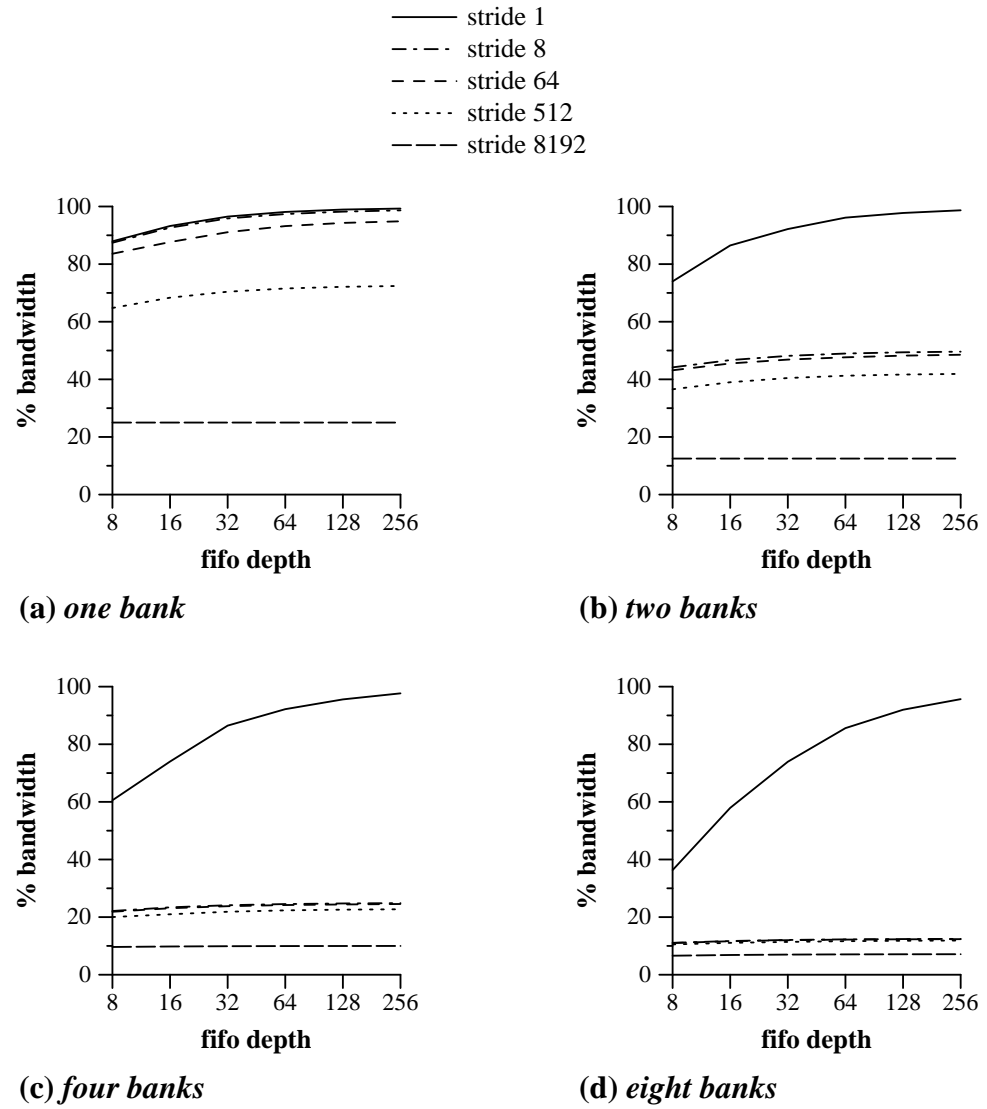 stride 1
stride 8
stride 64
stride 512
stride 8192
100
80
60
40
20
0
% bandwidth
8 16 32 64 128 256
fifo depth
(a) one bank
100
80
60
40
20
0
% bandwidth
8 16 32 64 128 256
fifo depth
(b) two banks
100
80
60
40
20
0
% bandwidth
8 16 32 64 128 256
fifo depth
(c) four banks
100
80
60
40
20
0
% bandwidth
8 16 32 64 128 256
fifo depth
(d) eight banks